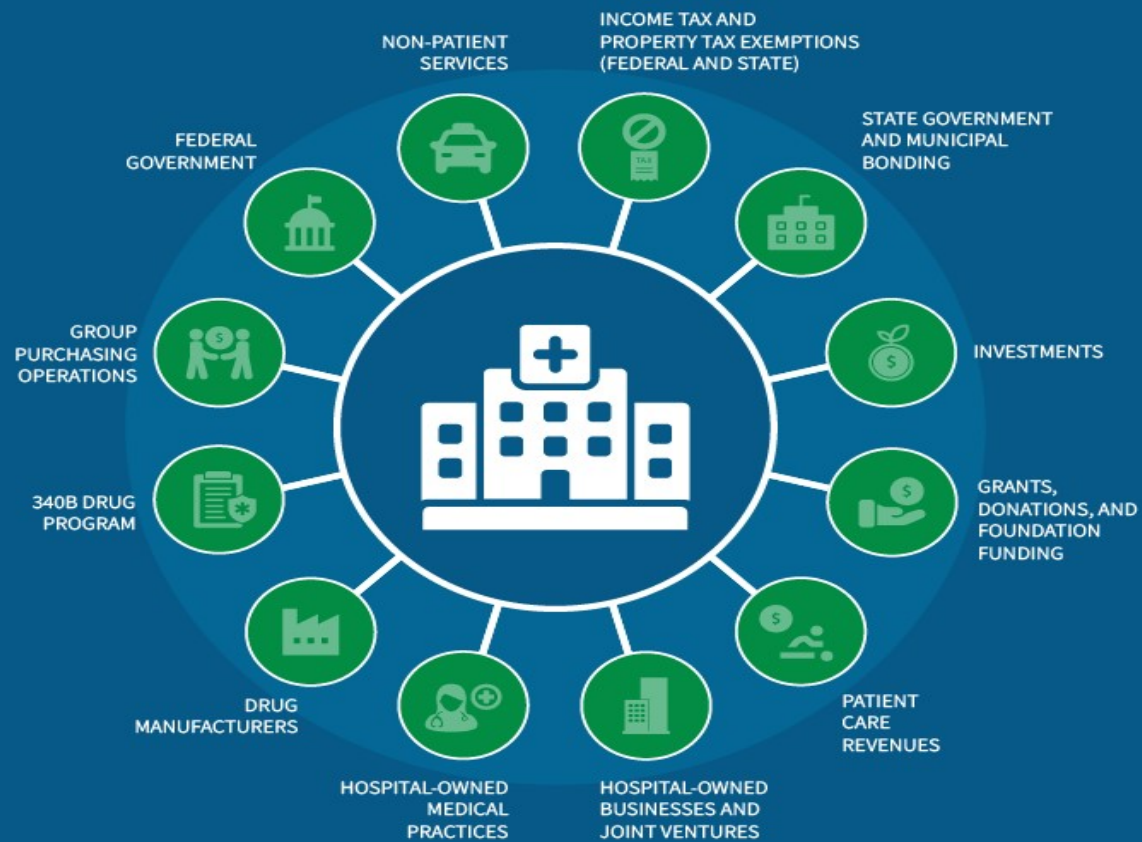 NON-PATIENT
SERVICES
INCOME TAX AND
PROPERTY TAX EXEMPTIONS
(FEDERAL AND STATE)
STATE GOVERNMENT
AND MUNICIPAL
BONDING
INVESTMENTS
GRANTS,
DONATIONS, AND
FOUNDATION
FUNDING
PATIENT
CARE
REVENUES
HOSPITAL-OWNED
BUSINESSES AND
JOINT VENTURES
HOSPITAL-OWNED
MEDICAL
PRACTICES
DRUG
MANUFACTURERS
340B DRUG
PROGRAM
GROUP
PURCHASING
OPERATIONS
FEDERAL
GOVERNMENT
TAX
$
$
$
$